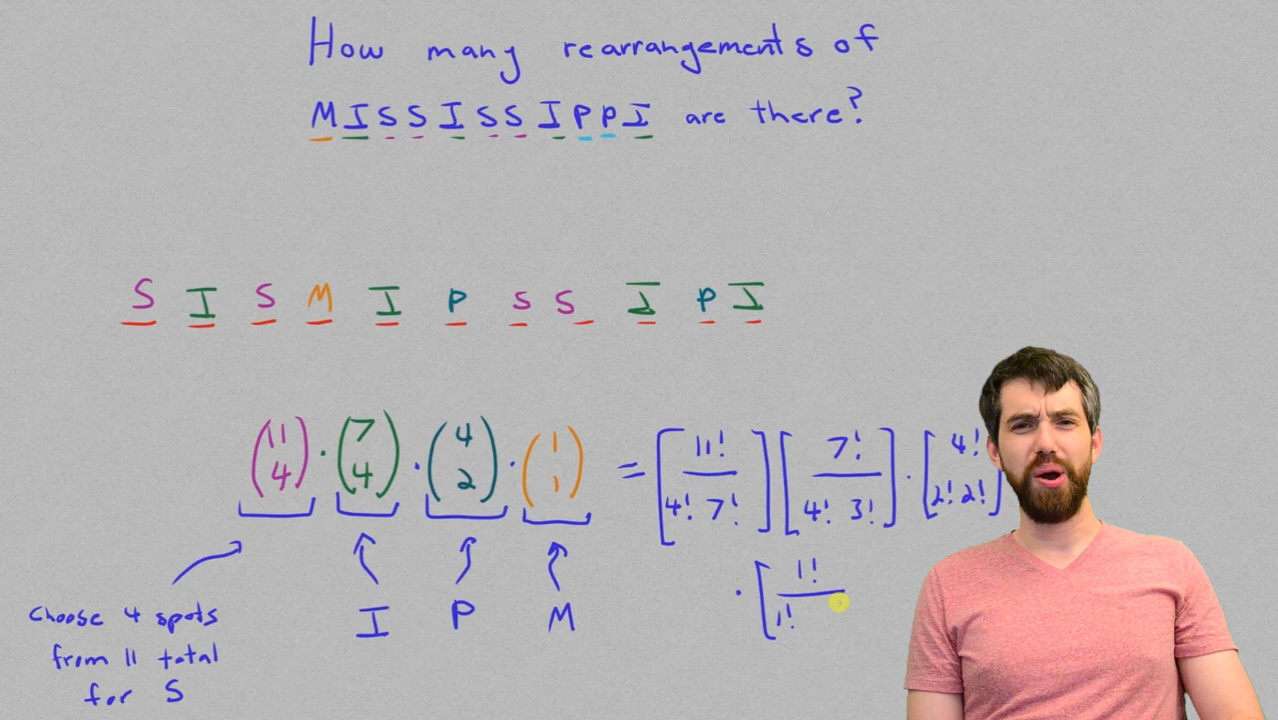 How many rearrangements of
MISSISSIPPI are there?
S I S M I P S S I P I
(11 4) · (7 4) · (4 2) · (1 1) = [11! / 4! 7!] [7! / 4! 3!] · [4! / 2! 2!]
· [1! / 1!
I P M
Choose 4 spots
from 11 total
for S